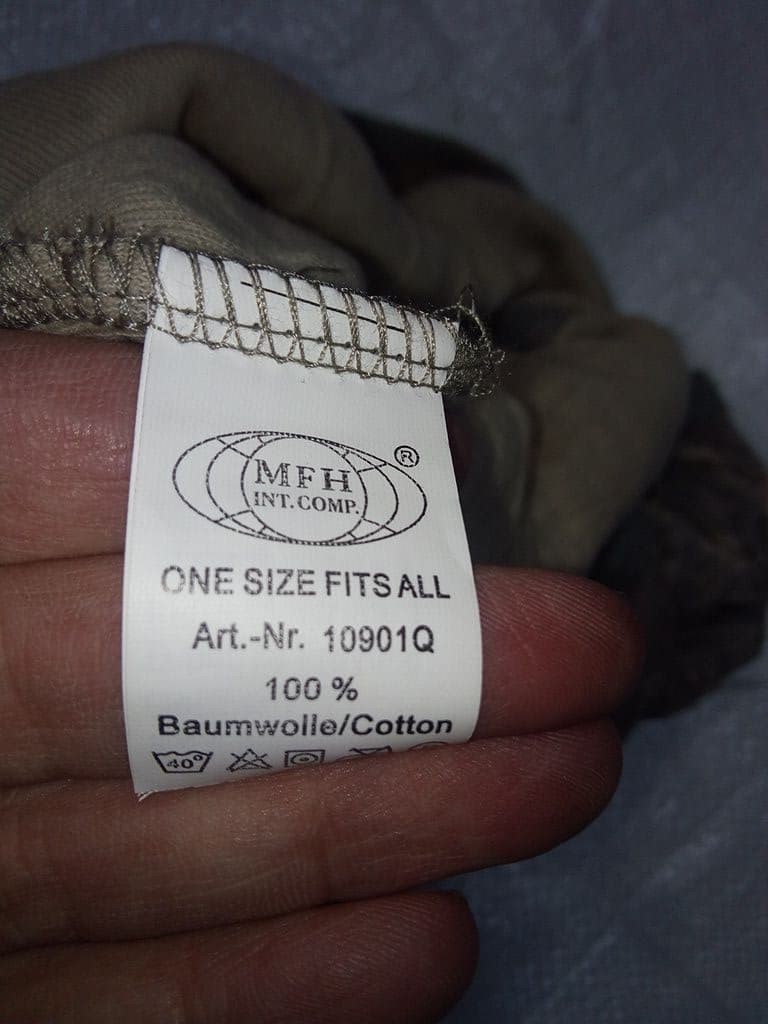 MFH
®
INT. COMP.
ONE SIZE FITS ALL
Art.-Nr. 10901Q
100 %
Baumwolle/Cotton
40°